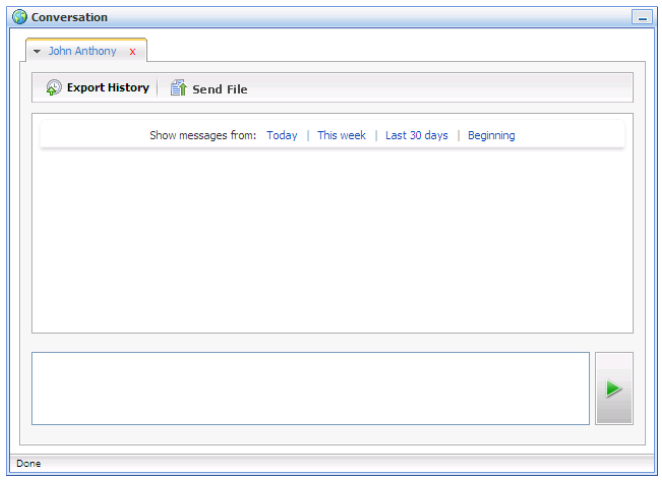 Conversation
John Anthony x
Export History Send File
Show messages from: Today | This week | Last 30 days | Beginning
Done